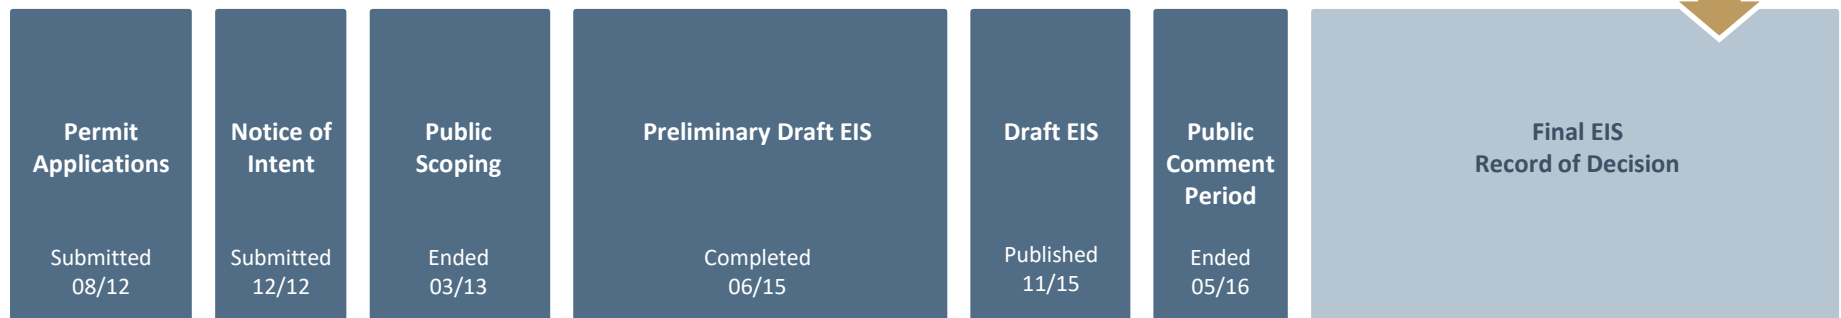 Permit
Applications
Submitted
08/12
Notice of
Intent
Submitted
12/12
Public
Scoping
Ended
03/13
Preliminary Draft EIS
Completed
06/15
Draft EIS
Published
11/15
Public
Comment
Period
Ended
05/16
Final EIS
Record of Decision